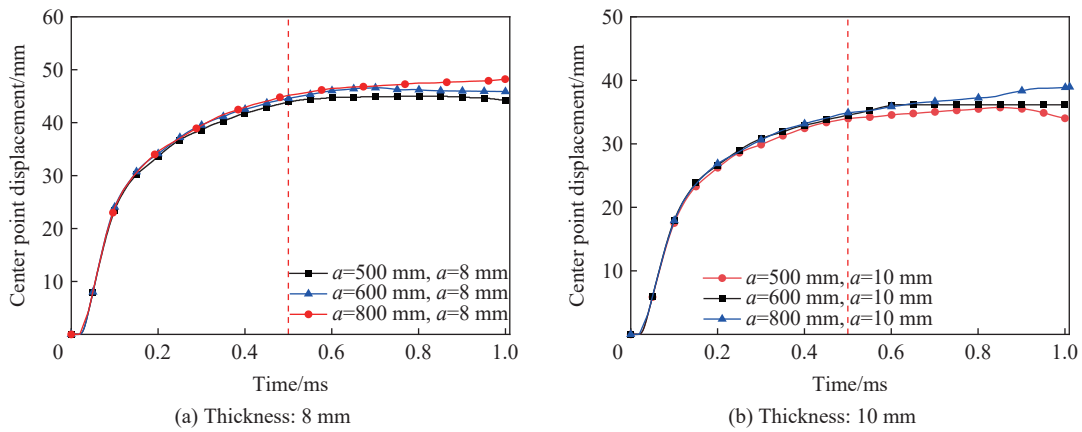 60
50
40
30
20
10
0
0.2
0.4
0.6
0.8
1.0
Center point displacement/mm
Time/ms
a=500 mm, a=8 mm
a=600 mm, a=8 mm
a=800 mm, a=8 mm
(a) Thickness: 8 mm
50
40
30
20
10
0
0.2
0.4
0.6
0.8
1.0
Center point displacement/mm
Time/ms
a=500 mm, a=10 mm
a=600 mm, a=10 mm
a=800 mm, a=10 mm
(b) Thickness: 10 mm